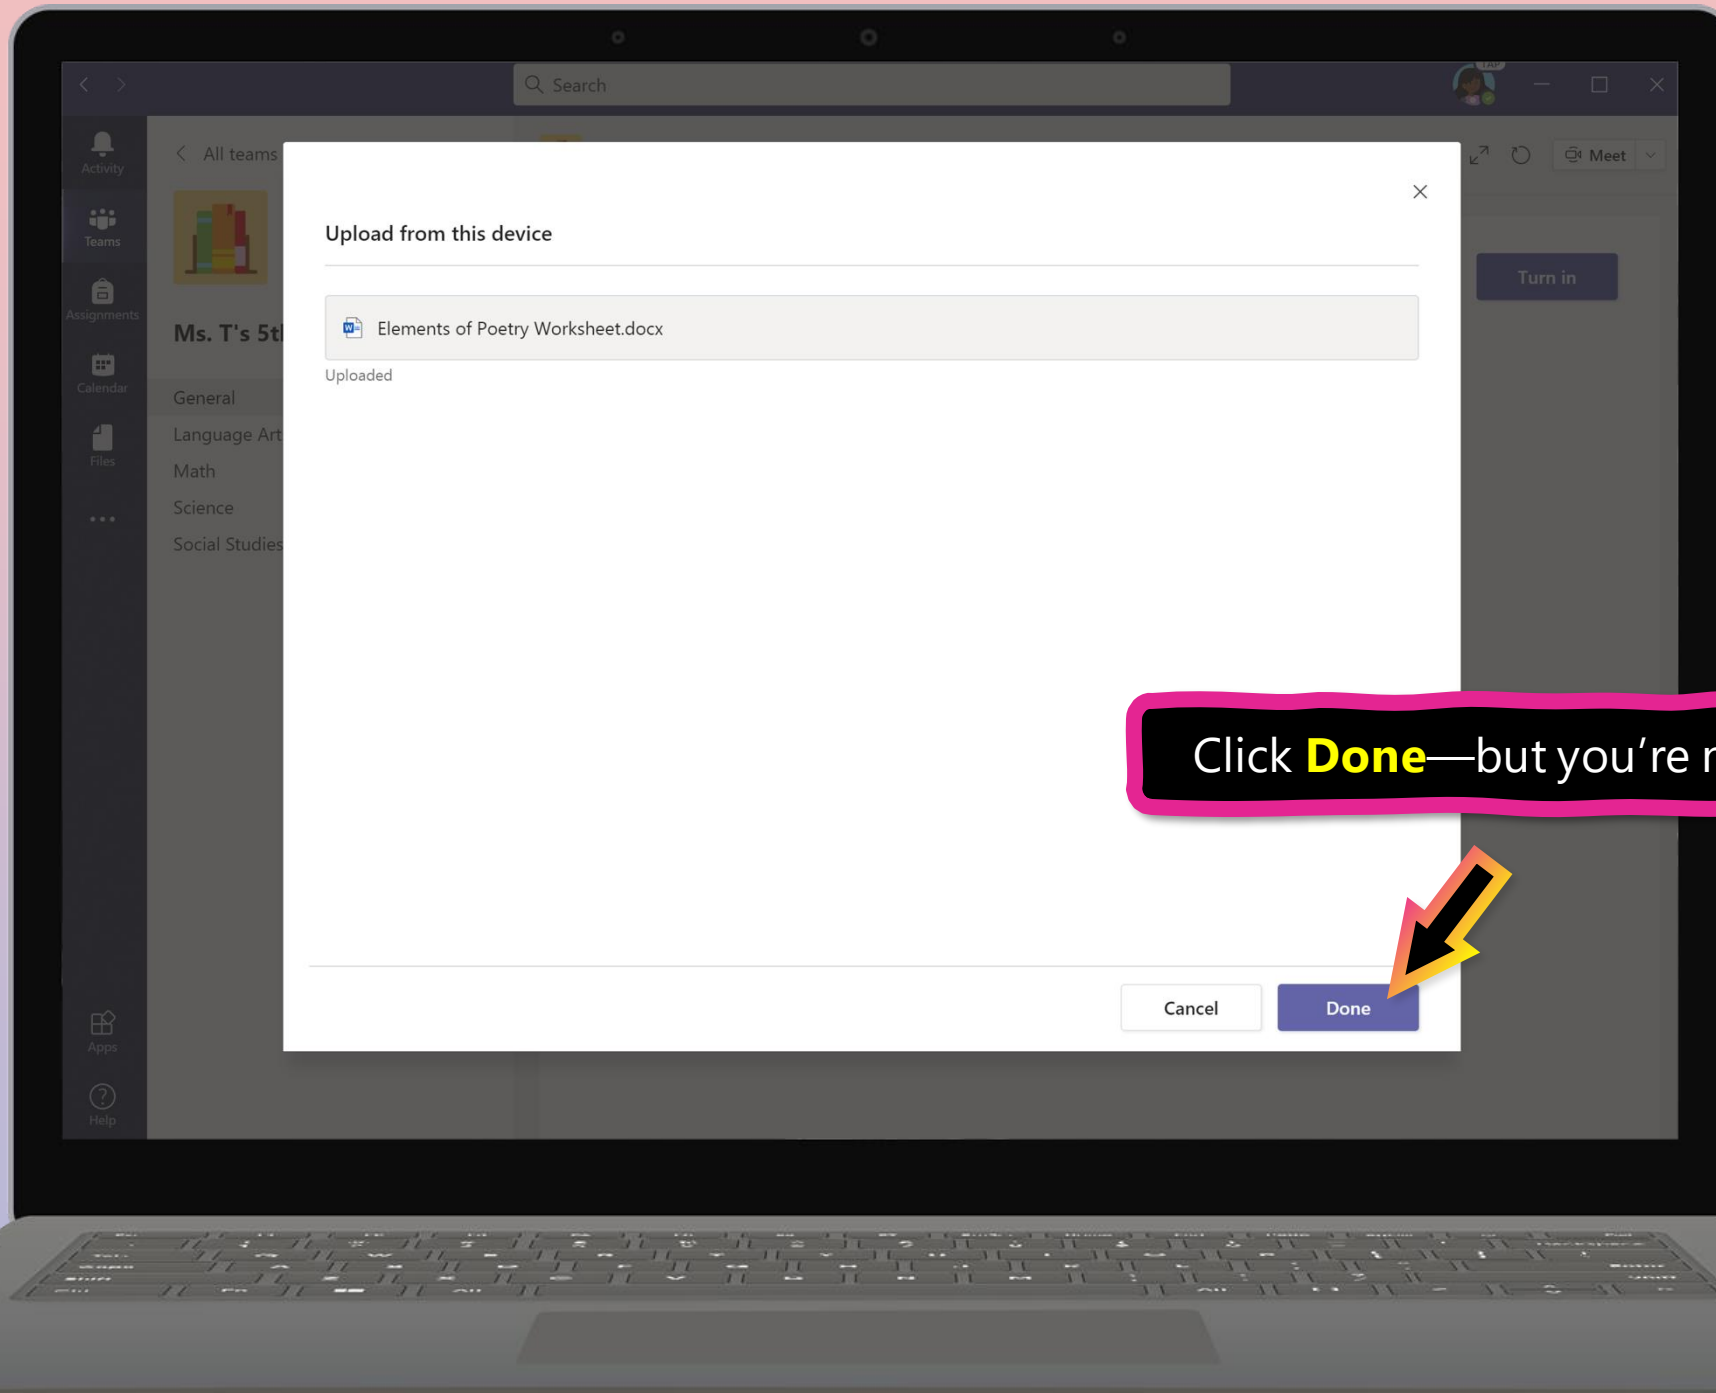 Search
TAP
Activity
All teams
Meet
Teams
Upload from this device
Turn in
Assignments
Ms. T's 5t
Elements of Poetry Worksheet.docx
Uploaded
Calendar
General
Language Art
Files
Math
Science
Social Studies
Click Done—but you're
Cancel
Done
Apps
Help